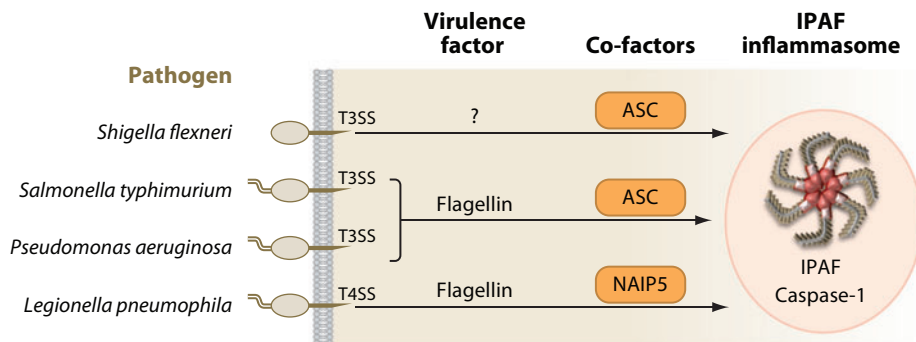 Virulence
factor
Co-factors
IPAF
inflammasome
Pathogen
Shigella flexneri
T3SS
?
ASC
Salmonella typhimurium
T3SS
Flagellin
ASC
Pseudomonas aeruginosa
T3SS
Legionella pneumophila
T4SS
Flagellin
NAIP5
IPAF
Caspase-1